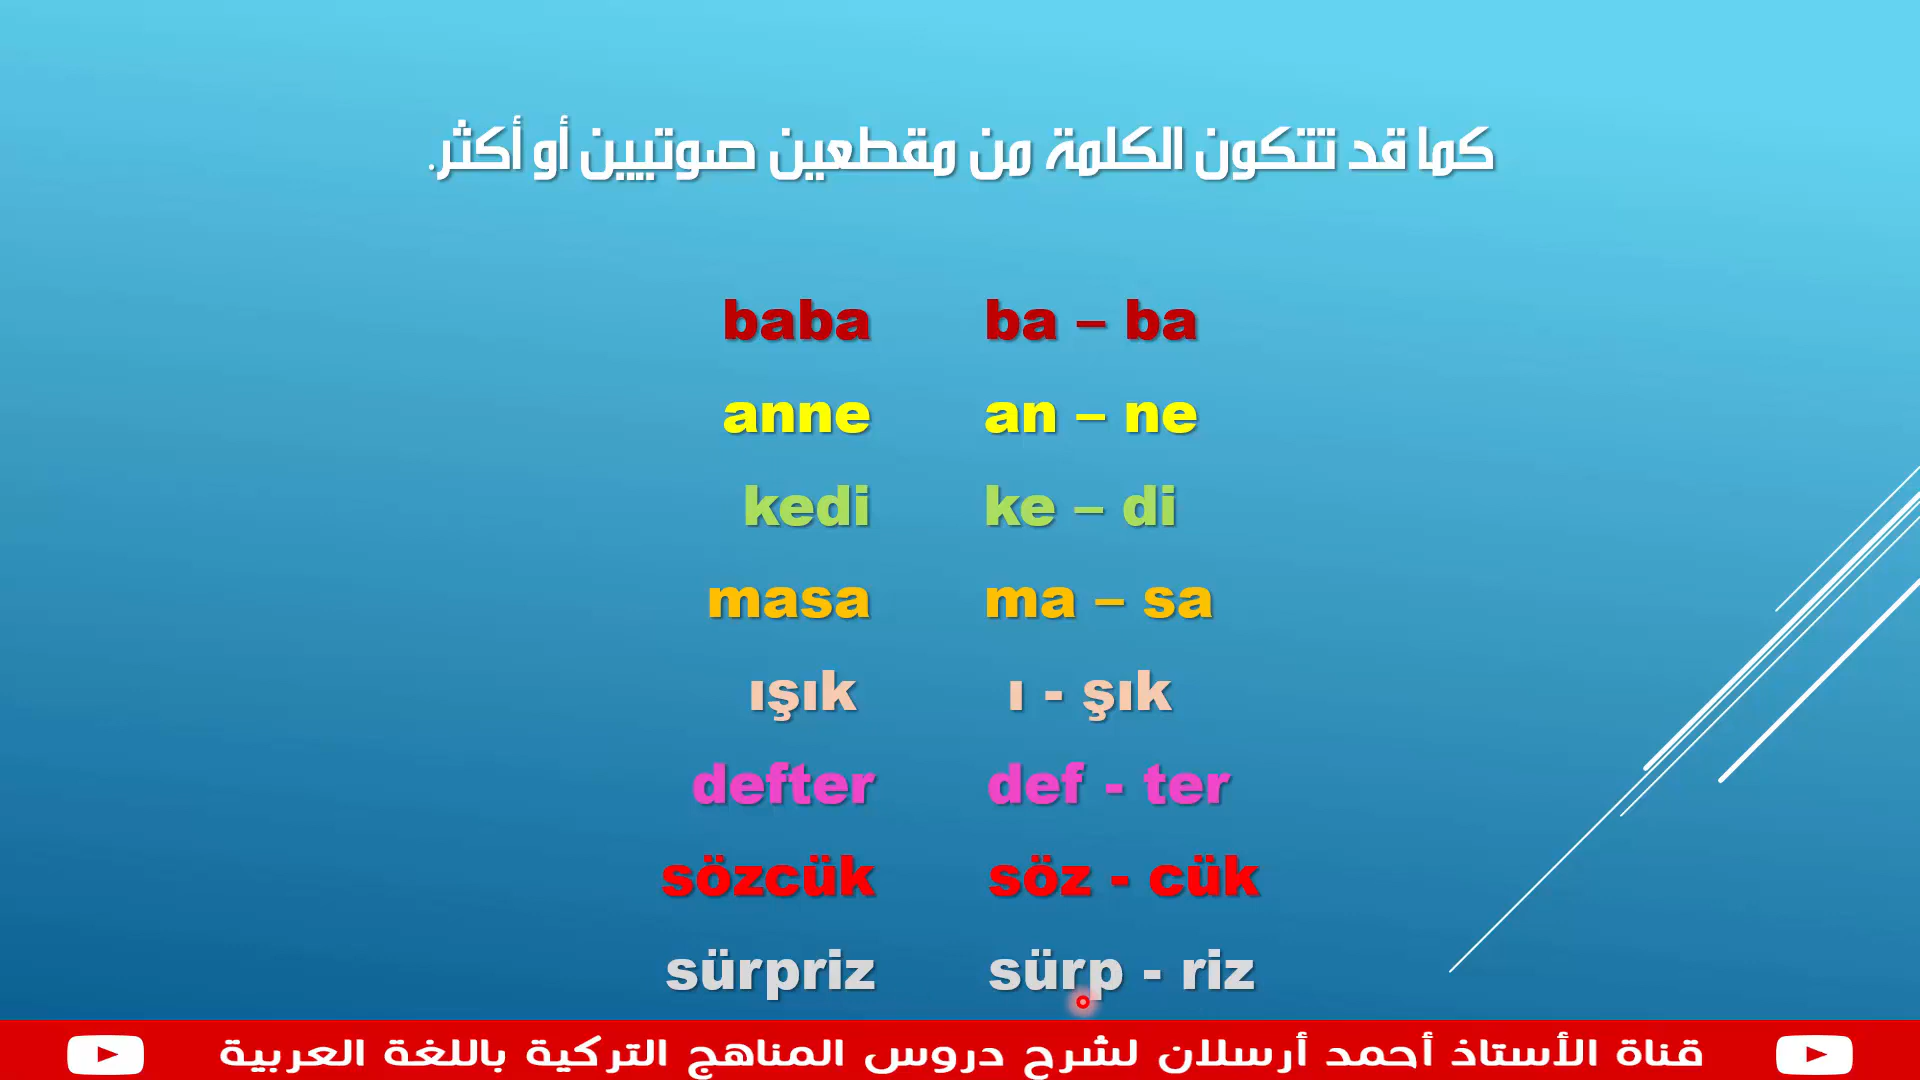 كما قد تتكون الكلمة من مقطعين صوتيين أو أكثر.
baba ba – ba
anne an – ne
kedi ke – di
masa ma – sa
ışık ı - şık
defter def - ter
sözcük söz - cük
sürpriz sürp - riz
قناة الأستاذ أحمد أرسلان لشرح دروس المناهج التركية باللغة العربية